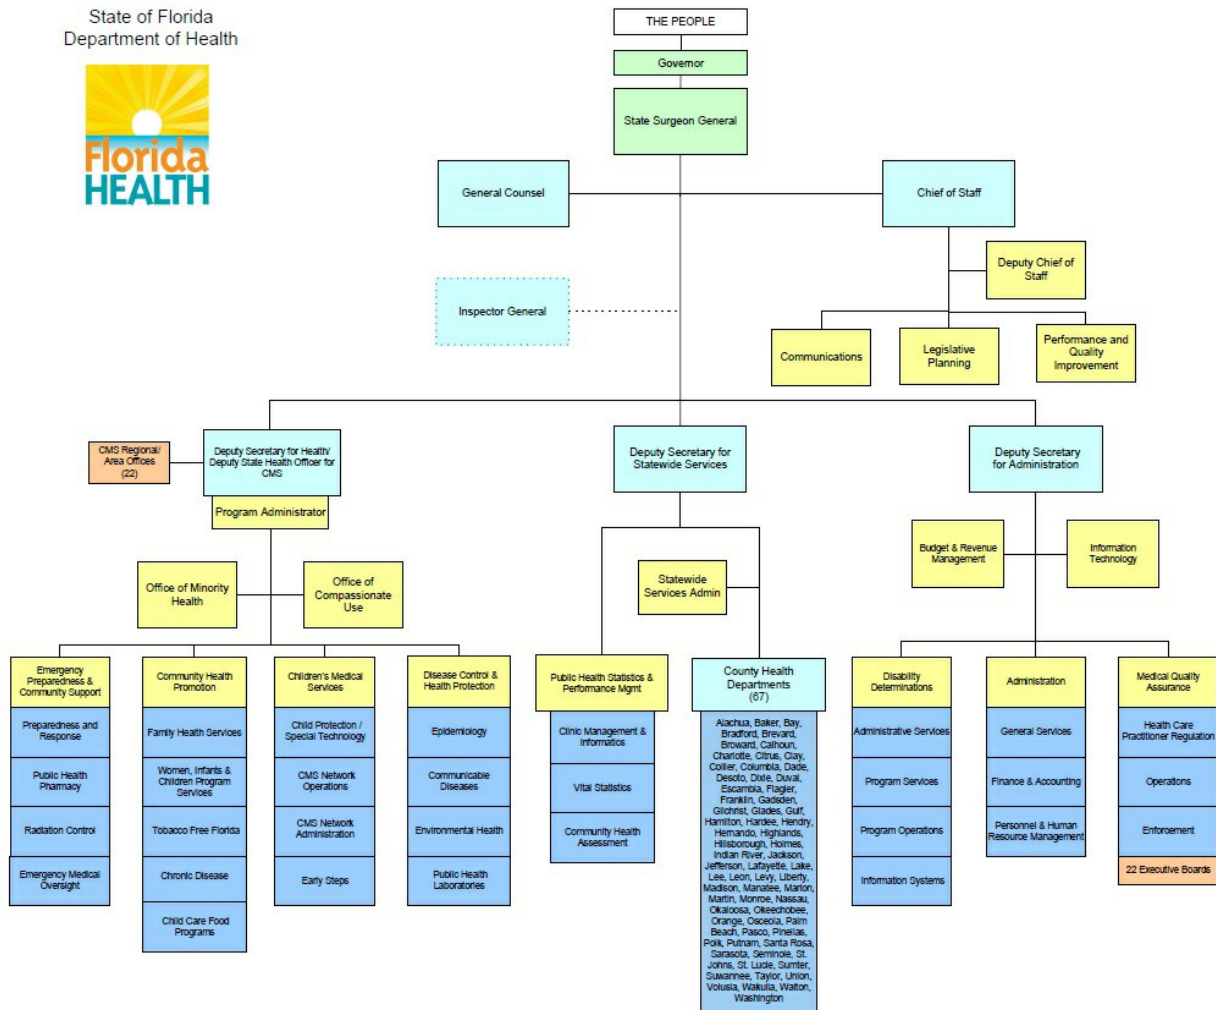 State of Florida
Department of Health
Florida
HEALTH
THE PEOPLE
Governor
State Surgeon General
General Counsel
Chief of Staff
Deputy Chief of
Staff
Inspector General
Communications
Legislative
Planning
Performance and
Quality
Improvement
CMS Regional/
Area Offices
(22)
Deputy Secretary for Health/
Deputy State Health Officer for
CMS
Program Administrator
Deputy Secretary for
Statewide Services
Deputy Secretary
for Administration
Office of Minority
Health
Office of
Compassionate
Use
Statewide
Services Admin
Budget & Revenue
Management
Information
Technology
Emergency
Preparedness &
Community Support
Preparedness and
Response
Public Health
Pharmacy
Radiation Control
Emergency Medical
Oversight
Community Health
Promotion
Family Health Services
Women, Infants &
Children Program
Services
Tobacco Free Florida
Chronic Disease
Child Care Food
Programs
Children's Medical
Services
Child Protection /
Special Technology
CMS Network
Operations
CMS Network
Administration
Early Steps
Disease Control &
Health Protection
Epidemiology
Communicable
Diseases
Environmental Health
Public Health
Laboratories
Public Health Statistics &
Performance Mgmt
Clinic Management &
Informatics
Vital Statistics
Community Health
Assessment
County Health
Departments
(67)
Alachua, Baker, Bay,
Bradford, Brevard,
Broward, Calhoun,
Charlotte, Citrus, Clay,
Collier, Columbia, Dade,
Desoto, Dixie, Duval,
Escambia, Flagler,
Franklin, Gadsden,
Gilchrist, Glades, Gulf,
Hamilton, Hardee, Hendry,
Hernando, Highlands,
Hillsborough, Holmes,
Indian River, Jackson,
Jefferson, Lafayette, Lake,
Lee, Leon, Levy, Liberty,
Madison, Manatee, Marion,
Martin, Monroe, Nassau,
Okaloosa, Okeechobee,
Orange, Osceola, Palm
Beach, Pasco, Pinellas,
Polk, Putnam, Santa Rosa,
Sarasota, Seminole, St.
Johns, St. Lucie, Sumter,
Suwannee, Taylor, Union,
Volusia, Wakulla, Walton,
Washington
Disability
Determinations
Administrative Services
Program Services
Program Operations
Information Systems
Administration
General Services
Finance & Accounting
Personnel & Human
Resource Management
Medical Quality
Assurance
Health Care
Practitioner Regulation
Operations
Enforcement
22 Executive Boards